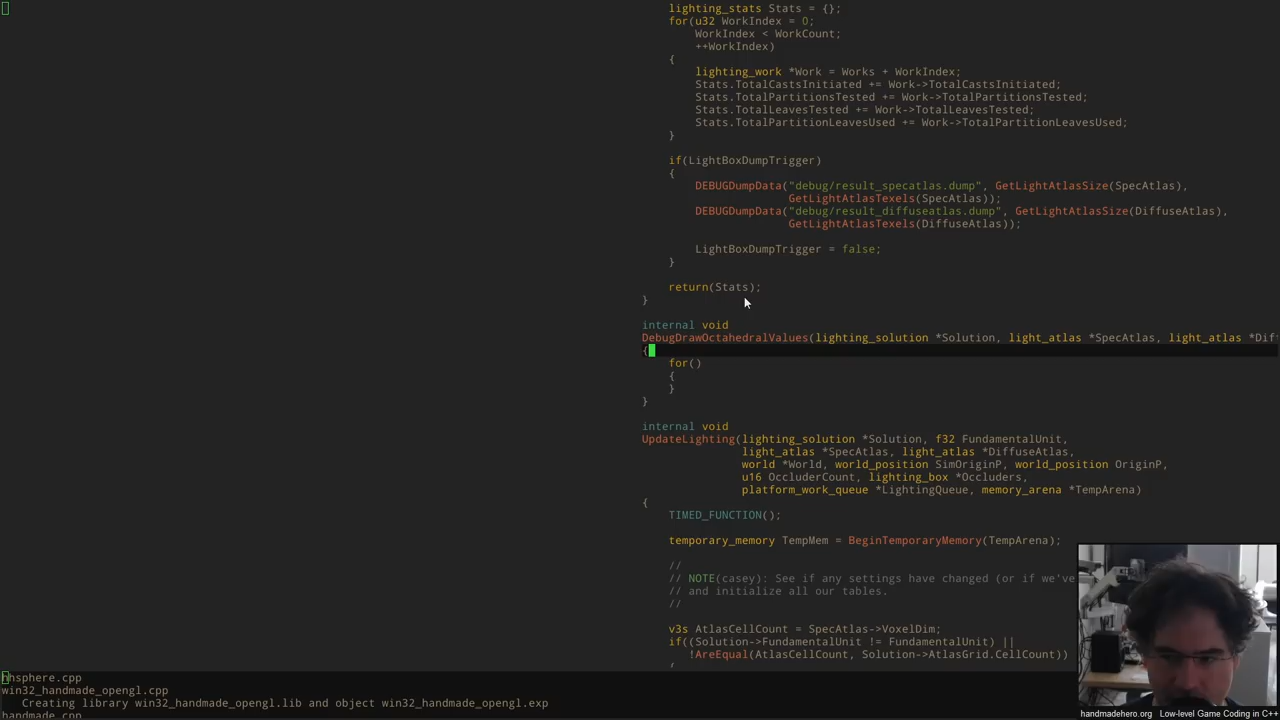 lighting_stats Stats = {};
for(u32 WorkIndex = 0;
WorkIndex < WorkCount;
++WorkIndex)
{
lighting_work *Work = Works + WorkIndex;
Stats.TotalCastsInitiated += Work->TotalCastsInitiated;
Stats.TotalPartitionsTested += Work->TotalPartitionsTested;
Stats.TotalLeavesTested += Work->TotalLeavesTested;
Stats.TotalPartitionLeavesUsed += Work->TotalPartitionLeavesUsed;
}
if(LightBoxDumpTrigger)
{
DEBUGDumpData("debug/result_specatlas.dump", GetLightAtlasSize(SpecAtlas),
GetLightAtlasTexels(SpecAtlas));
DEBUGDumpData("debug/result_diffuseatlas.dump", GetLightAtlasSize(DiffuseAtlas),
GetLightAtlasTexels(DiffuseAtlas));
LightBoxDumpTrigger = false;
}
return(Stats);
}
internal void
DebugDrawOctahedralValues(lighting_solution *Solution, light_atlas *SpecAtlas, light_atlas *Diff
{
for()
{
}
}
internal void
UpdateLighting(lighting_solution *Solution, f32 FundamentalUnit,
light_atlas *SpecAtlas, light_atlas *DiffuseAtlas,
world *World, world_position SimOriginP, world_position OriginP,
u16 OccluderCount, lighting_box *Occluders,
platform_work_queue *LightingQueue, memory_arena *TempArena)
{
TIMED_FUNCTION();
temporary_memory TempMem = BeginTemporaryMemory(TempArena);
//
// NOTE(casey): See if any settings have changed (or if we've
// and initialize all our tables.
//
v3s AtlasCellCount = SpecAtlas->VoxelDim;
if((Solution->FundamentalUnit != FundamentalUnit) ||
!AreEqual(AtlasCellCount, Solution->AtlasGrid.CellCount))
{
hhsphere.cpp
win32_handmade_opengl.cpp
Creating library win32_handmade_opengl.lib and object win32_handmade_opengl.exp
handmade.cpp
handmadehero.org Low-level Game Coding in C++